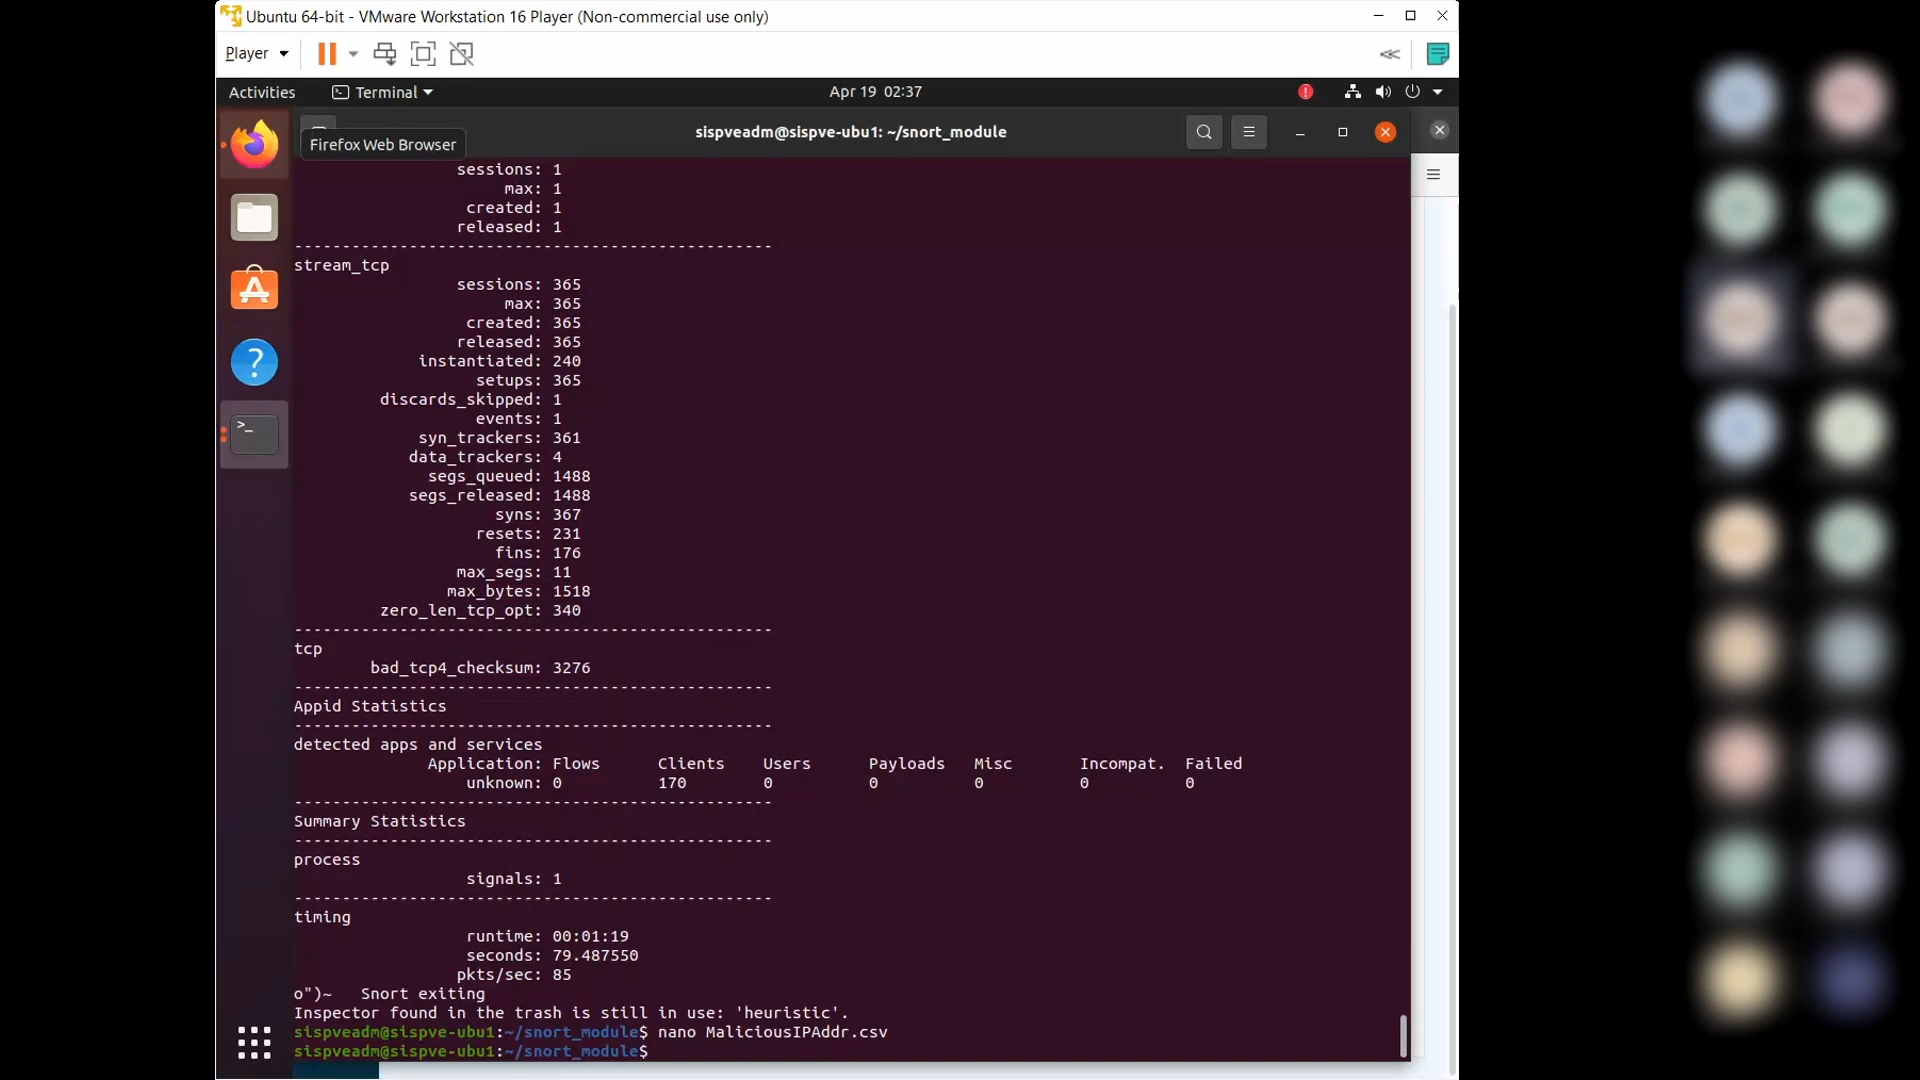 Ubuntu 64-bit - VMware Workstation 16 Player (Non-commercial use only)
Player
Activities
Terminal
Apr 19 02:37
sispveadm@sispve-ubu1: ~/snort_module
Firefox Web Browser
sessions: 1
max: 1
created: 1
released: 1
--------------------------------------------------
stream_tcp
sessions: 365
max: 365
created: 365
released: 365
instantiated: 240
setups: 365
discards_skipped: 1
events: 1
syn_trackers: 361
data_trackers: 4
segs_queued: 1488
segs_released: 1488
syns: 367
resets: 231
fins: 176
max_segs: 11
max_bytes: 1518
zero_len_tcp_opt: 340
--------------------------------------------------
tcp
bad_tcp4_checksum: 3276
--------------------------------------------------
Appid Statistics
--------------------------------------------------
detected apps and services
Application: Flows Clients Users Payloads Misc Incompat. Failed
unknown: 0 170 0 0 0 0 0
--------------------------------------------------
Summary Statistics
--------------------------------------------------
process
signals: 1
--------------------------------------------------
timing
runtime: 00:01:19
seconds: 79.487550
pkts/sec: 85
o")~ Snort exiting
Inspector found in the trash is still in use: 'heuristic'.
sispveadm@sispve-ubu1:~/snort_module$ nano MaliciousIPAddr.csv
sispveadm@sispve-ubu1:~/snort_module$